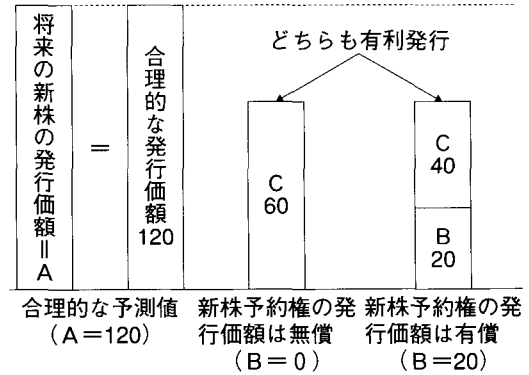 将来の新株の発行価額＝A
＝
合理的な発行価額
120
どちらも有利発行
C
60
C
40
B
20
合理的な予測値
（A＝120）
新株予約権の発
行価額は無償
（B＝0）
新株予約権の発
行価額は有償
（B＝20）